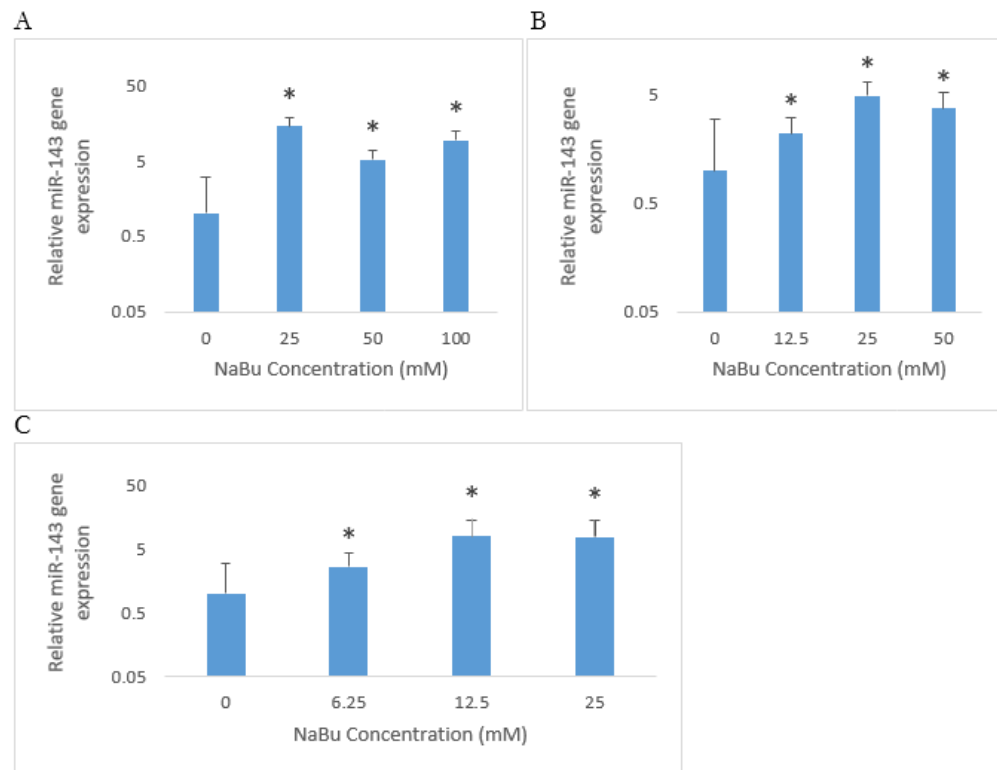 A
Relative miR-143 gene
expression
50
5
0.5
0.05
*
*
*
0
25
50
100
NaBu Concentration (mM)
B
Relative miR-143 gene
expression
5
0.5
0.05
*
*
*
0
12.5
25
50
NaBu Concentration (mM)
C
Relative miR-143 gene
expression
50
5
0.5
0.05
*
*
*
0
6.25
12.5
25
NaBu Concentration (mM)